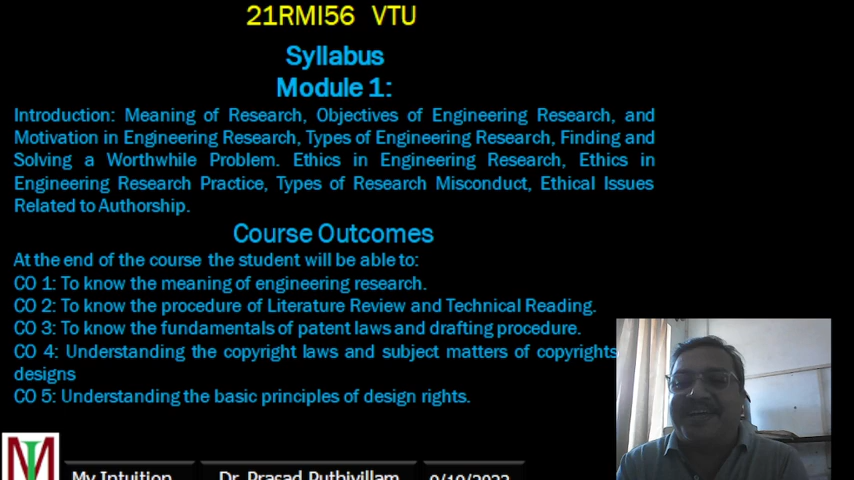 21RMI56 VTU
Syllabus
Module 1:
Introduction: Meaning of Research, Objectives of Engineering Research, and
Motivation in Engineering Research, Types of Engineering Research, Finding and
Solving a Worthwhile Problem. Ethics in Engineering Research, Ethics in
Engineering Research Practice, Types of Research Misconduct, Ethical Issues
Related to Authorship.
Course Outcomes
At the end of the course the student will be able to:
CO 1: To know the meaning of engineering research.
CO 2: To know the procedure of Literature Review and Technical Reading.
CO 3: To know the fundamentals of patent laws and drafting procedure.
CO 4: Understanding the copyright laws and subject matters of copyrights
designs
CO 5: Understanding the basic principles of design rights.
My Intuition
Dr. Prasad Puthiyillam